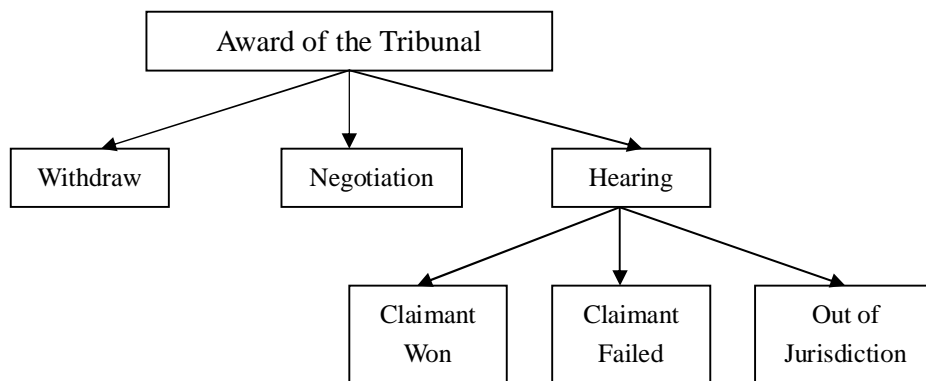 Award of the Tribunal
Withdraw
Negotiation
Hearing
Claimant
Won
Claimant
Failed
Out of
Jurisdiction